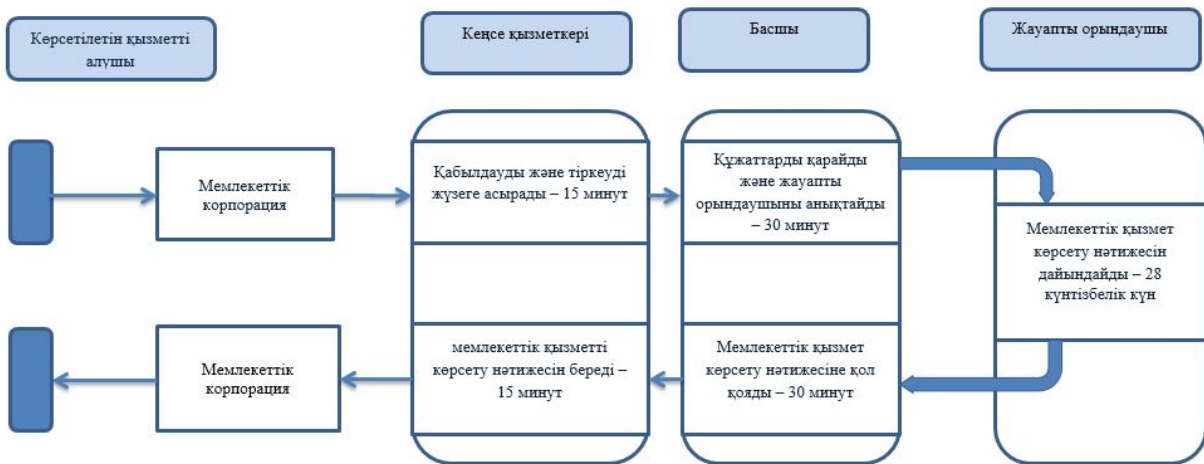 Көрсетілетін қызметті
алушы
Кеңсе қызметкері
Басшы
Жауапты орындаушы
Мемлекеттік
корпорация
Қабылдауды және тіркеуді
жүзеге асырады – 15 минут
Құжаттарды қарайды
және жауапты
орындаушыны анықтайды
– 30 минут
Мемлекеттік қызмет
көрсету нәтижесін
дайындайды – 28
күнтізбелік күн
Мемлекеттік
корпорация
мемлекеттік қызметті
көрсету нәтижесін береді –
15 минут
Мемлекеттік қызмет
көрсету нәтижесіне қол
қояды – 30 минут